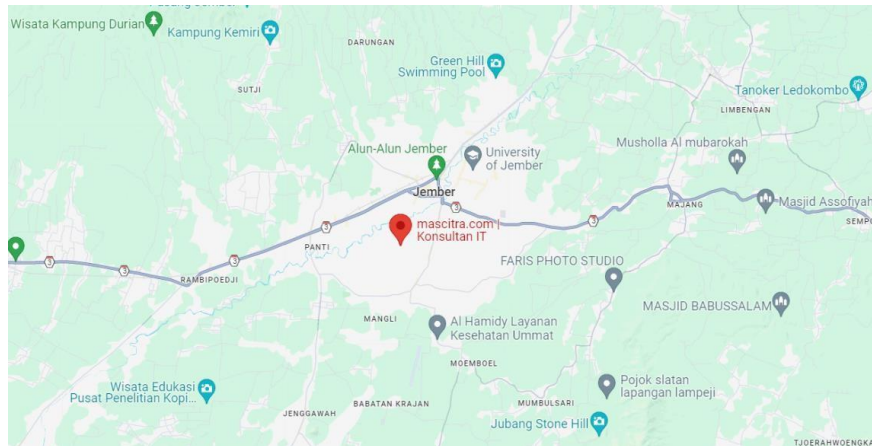 Wisata Kampung Durian
Kampung Kemiri
DARUNGAN
Green Hill
Swimming Pool
SUTJI
Tanoker Ledokombo
LIMBENGAN
Alun-Alun Jember
University
of Jember
Musholla Al mubarokah
Jember
3
3
3
MAJANG
Masjid Assofiyah
SEMPO
mascitra.com |
Konsultan IT
PANTI
3
3
3
RAMBIPOEDJI
FARIS PHOTO STUDIO
MASJID BABUSSALAM
MANGLI
Al Hamidy Layanan
Kesehatan Ummat
MOEMBOEL
Wisata Edukasi
Pusat Penelitian Kopi...
Pojok slatan
lapangan lampeji
BABATAN KRAJAN
MUMBULSARI
JENGGAWAH
Jubang Stone Hill
TJOERAHWOENGKA